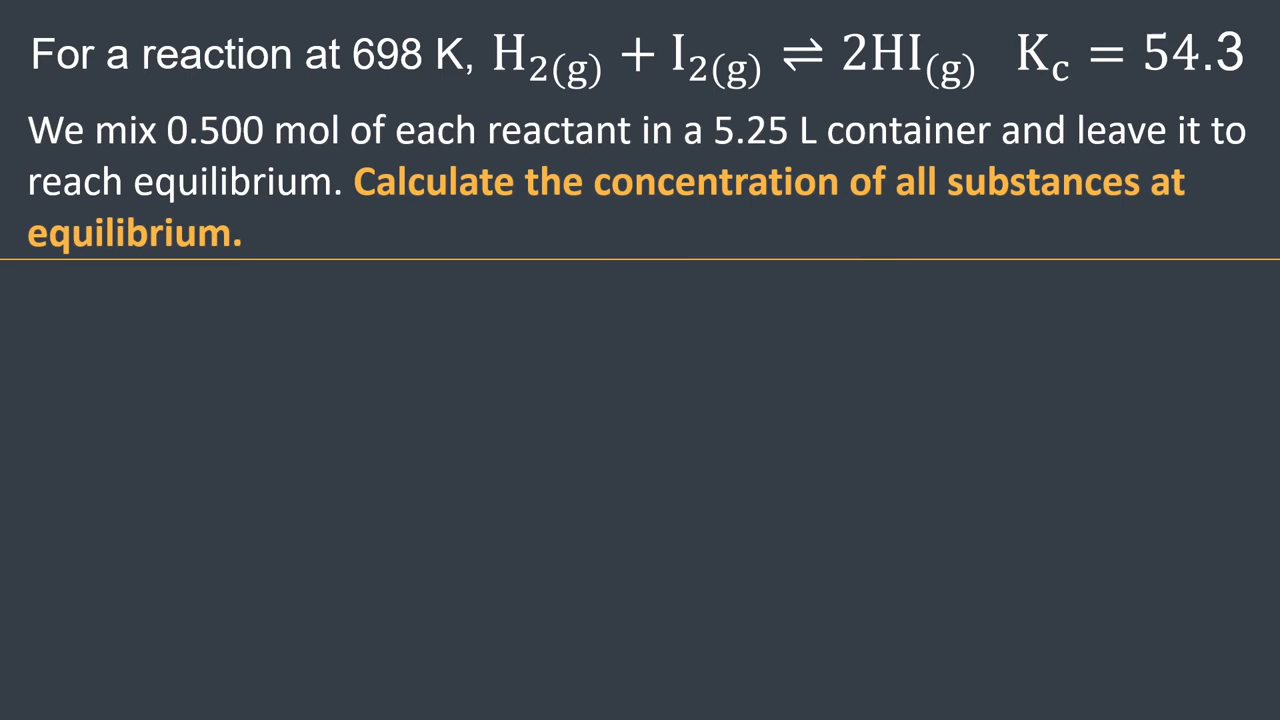 For a reaction at 698 K, H₂(g) + I₂(g) ⇌ 2HI(g) K_c = 54.3
We mix 0.500 mol of each reactant in a 5.25 L container and leave it to
reach equilibrium. Calculate the concentration of all substances at
equilibrium.